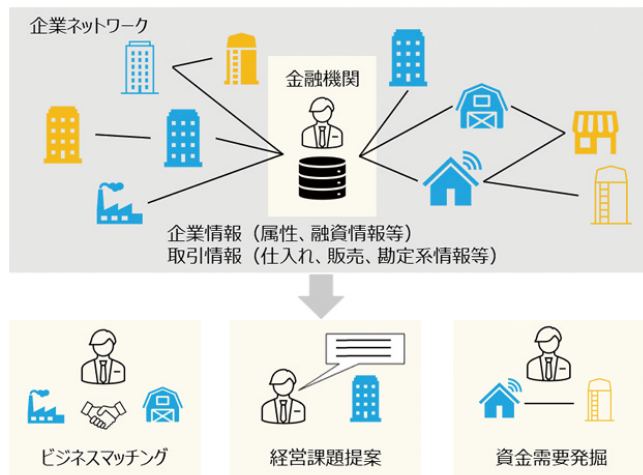 企業ネットワーク
金融機関
企業情報（属性、融資情報等）
取引情報（仕入れ、販売、勘定系情報等）
ビジネスマッチング
経営課題提案
資金需要発掘